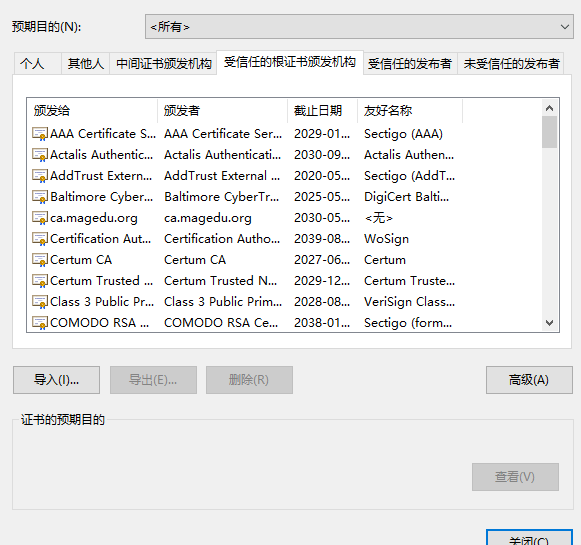 预期目的(N): <所有>
个人 其他人 中间证书颁发机构 受信任的根证书颁发机构 受信任的发布者 未受信任的发布者
颁发给 颁发者 截止日期 友好名称
AAA Certificate S... AAA Certificate Ser... 2029-01... Sectigo (AAA)
Actalis Authentic... Actalis Authenticati... 2030-09... Actalis Authen...
AddTrust Extern... AddTrust External ... 2020-05... Sectigo (AddT...
Baltimore Cyber... Baltimore CyberTr... 2025-05... DigiCert Balti...
ca.magedu.org ca.magedu.org 2030-05... <无>
Certification Aut... Certification Autho... 2039-08... WoSign
Certum CA Certum CA 2027-06... Certum
Certum Trusted ... Certum Trusted N... 2029-12... Certum Truste...
Class 3 Public Pr... Class 3 Public Prim... 2028-08... VeriSign Class...
COMODO RSA ... COMODO RSA Ce... 2038-01... Sectigo (form...
导入(I)... 导出(E)... 删除(R) 高级(A)
证书的预期目的
查看(V)
关闭(C)